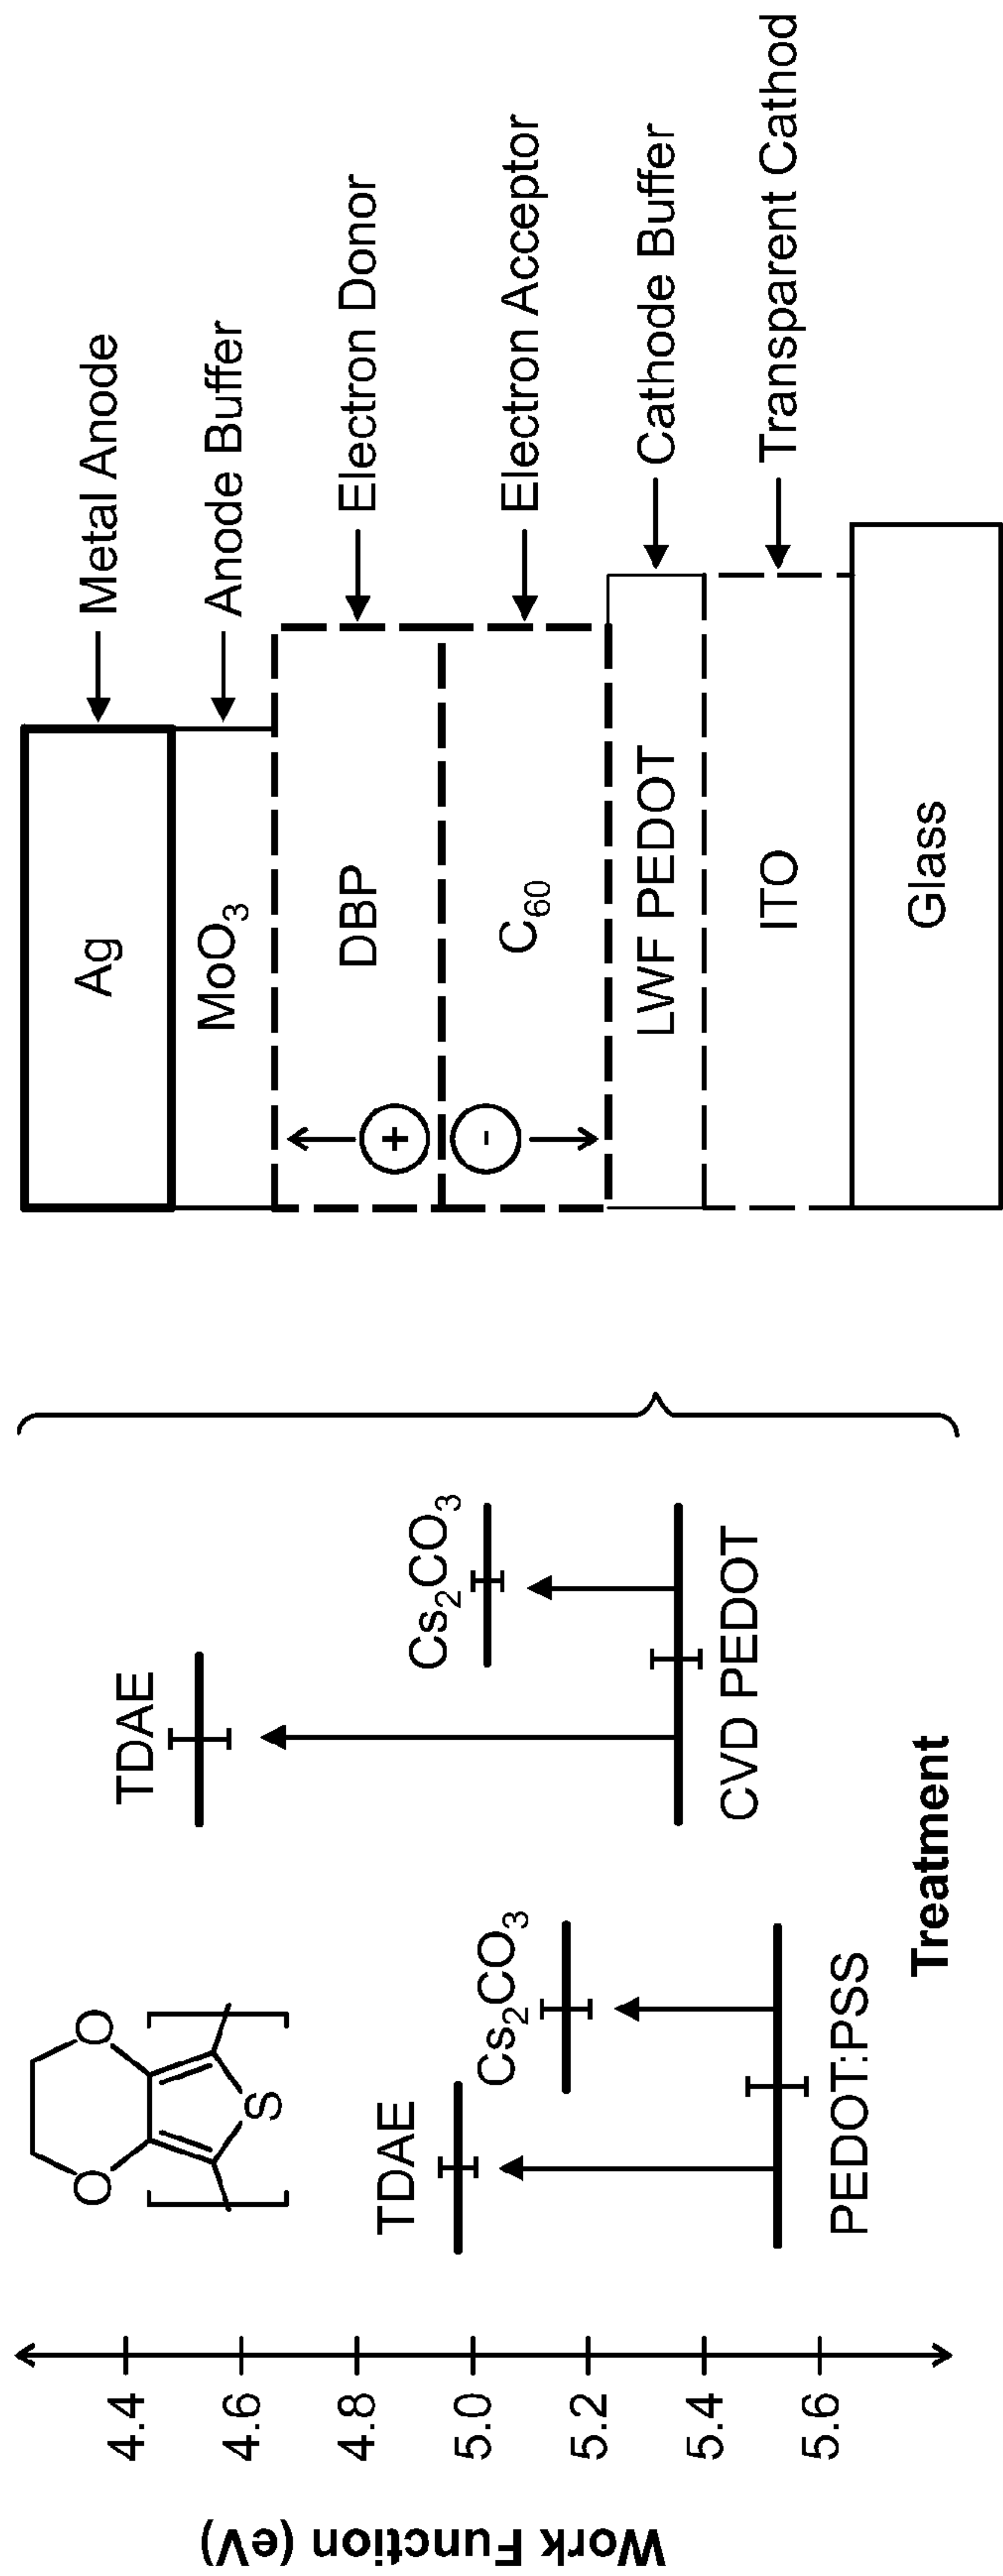 Work Function (eV)
4.4
4.6
4.8
5.0
5.2
5.4
5.6
O
O
S
TDAE
Cs₂CO₃
PEDOT:PSS
TDAE
Cs₂CO₃
CVD PEDOT
Treatment
Ag
MoO₃
DBP
+
-
C₆₀
LWF PEDOT
ITO
Glass
Metal Anode
Anode Buffer
Electron Donor
Electron Acceptor
Cathode Buffer
Transparent Cathod